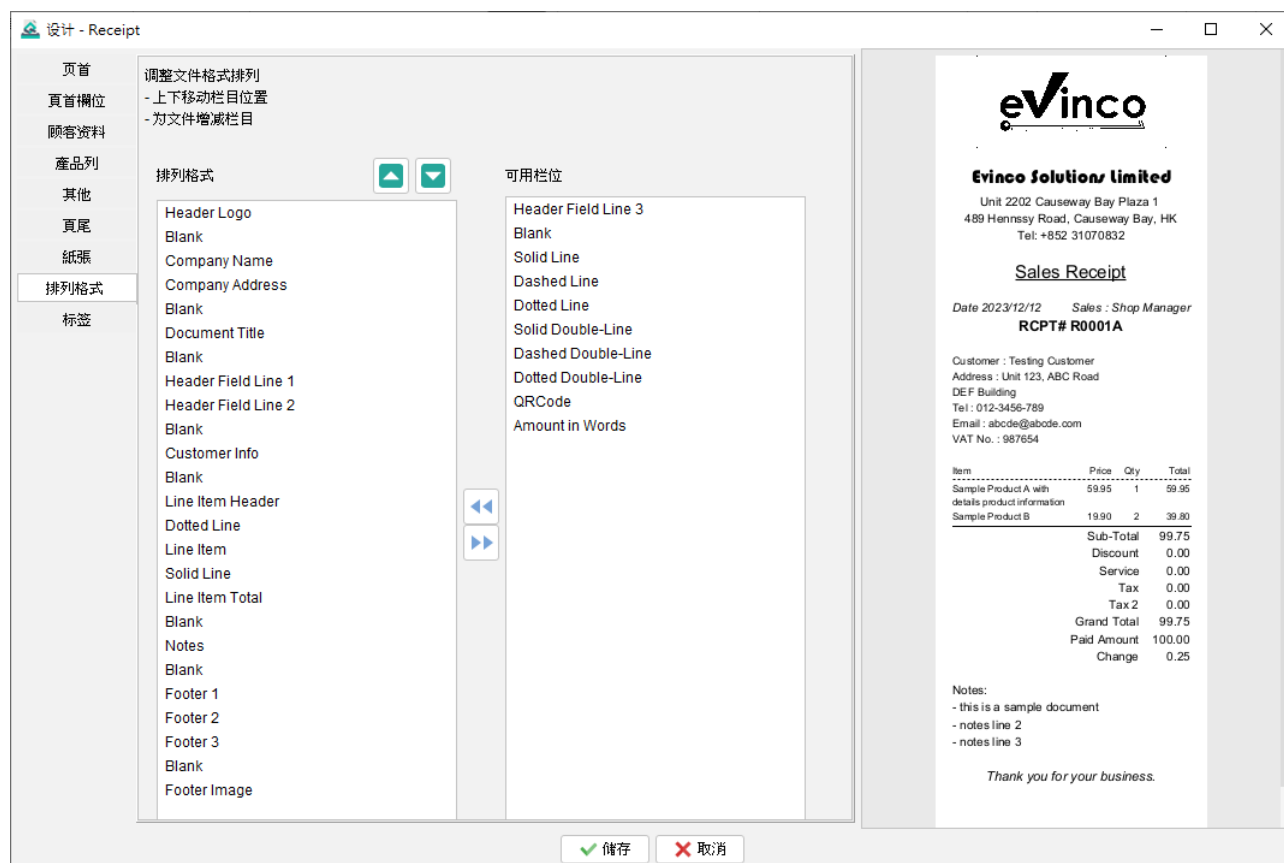 设计 - Receipt
页首
頁首欄位
顾客资料
產品列
其他
頁尾
紙張
排列格式
标签
调整文件格式排列
- 上下移动栏目位置
- 为文件增减栏目
排列格式
Header Logo
Blank
Company Name
Company Address
Blank
Document Title
Blank
Header Field Line 1
Header Field Line 2
Blank
Customer Info
Blank
Line Item Header
Dotted Line
Line Item
Solid Line
Line Item Total
Blank
Notes
Blank
Footer 1
Footer 2
Footer 3
Blank
Footer Image
可用栏位
Header Field Line 3
Blank
Solid Line
Dashed Line
Dotted Line
Solid Double-Line
Dashed Double-Line
Dotted Double-Line
QRCode
Amount in Words
储存
取消
eVinco
Evinco Solutions Limited
Unit 2202 Causeway Bay Plaza 1
489 Hennssy Road, Causeway Bay, HK
Tel: +852 31070832
Sales Receipt
Date 2023/12/12 Sales : Shop Manager
RCPT# R0001A
Customer : Testing Customer
Address : Unit 123, ABC Road
DEF Building
Tel : 012-3456-789
Email : abcde@abcde.com
VAT No. : 987654
Item Price Qty Total
Sample Product A with 59.95 1 59.95
details product information
Sample Product B 19.90 2 39.80
Sub-Total 99.75
Discount 0.00
Service 0.00
Tax 0.00
Tax 2 0.00
Grand Total 99.75
Paid Amount 100.00
Change 0.25
Notes:
- this is a sample document
- notes line 2
- notes line 3
Thank you for your business.